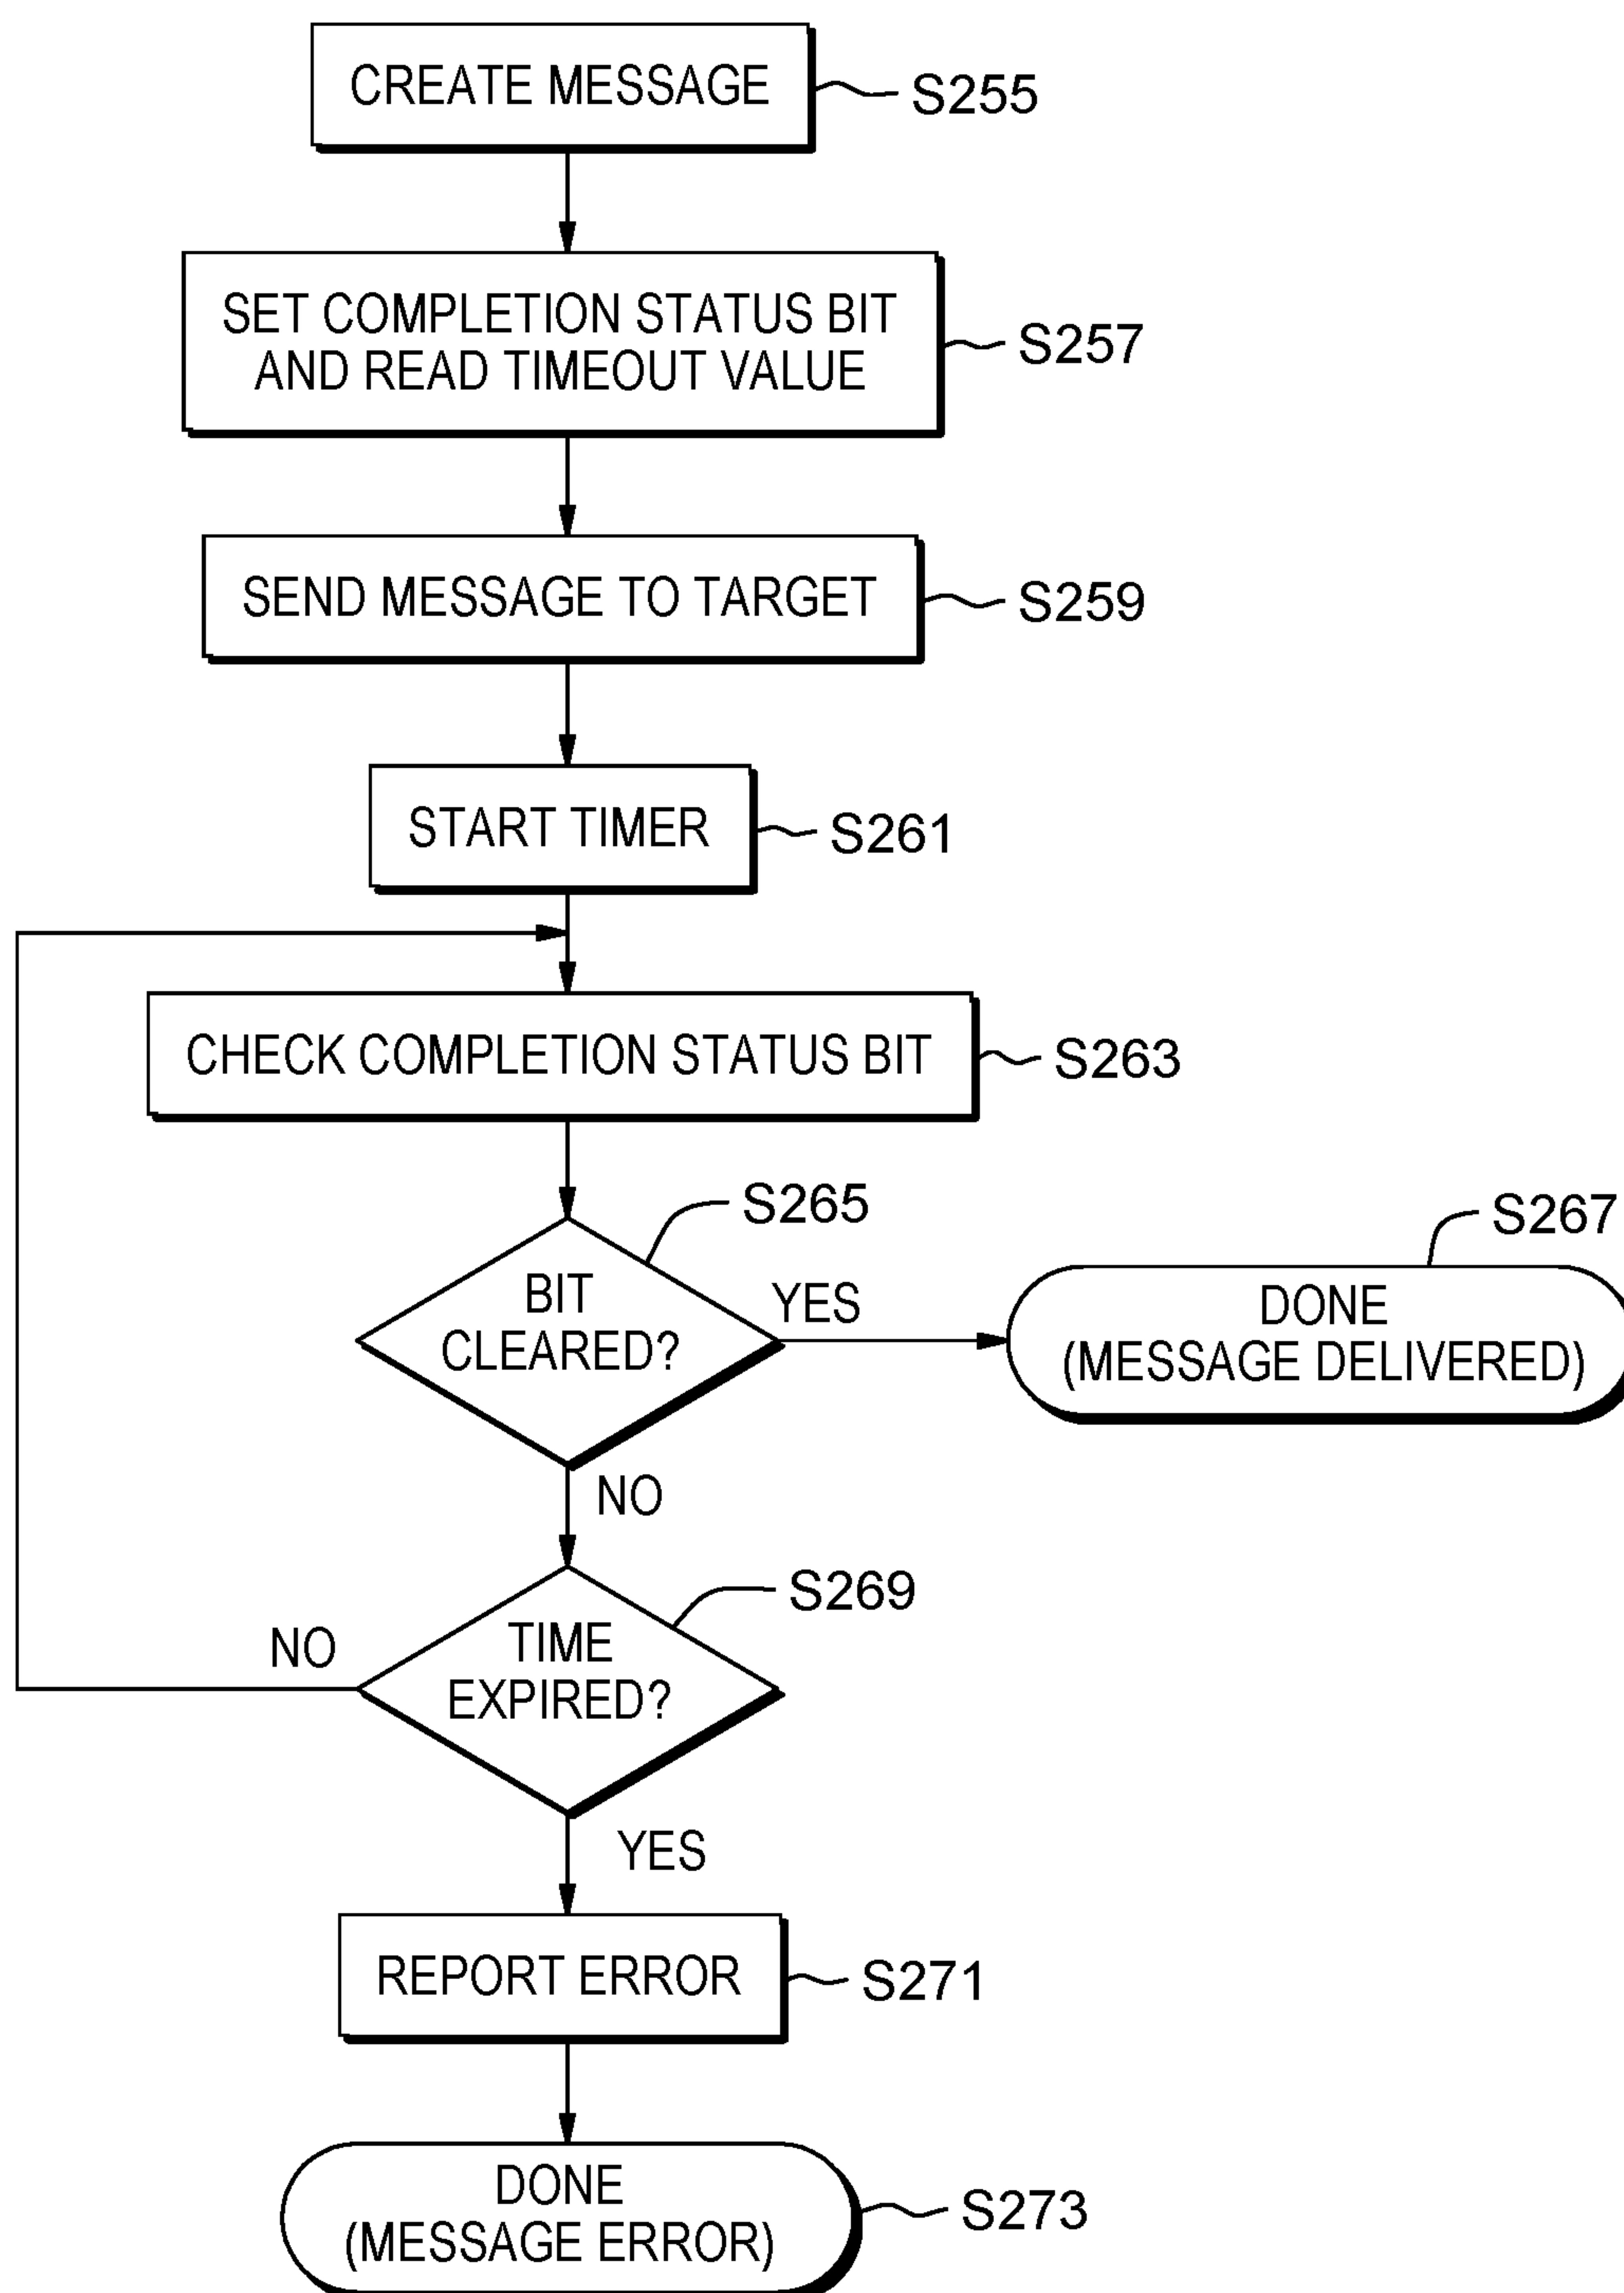 CREATE MESSAGE
S255
SET COMPLETION STATUS BIT
AND READ TIMEOUT VALUE
S257
SEND MESSAGE TO TARGET
S259
START TIMER
S261
CHECK COMPLETION STATUS BIT
S263
S265
BIT
CLEARED?
YES
S267
DONE
(MESSAGE DELIVERED)
NO
S269
TIME
EXPIRED?
NO
YES
REPORT ERROR
S271
DONE
(MESSAGE ERROR)
S273